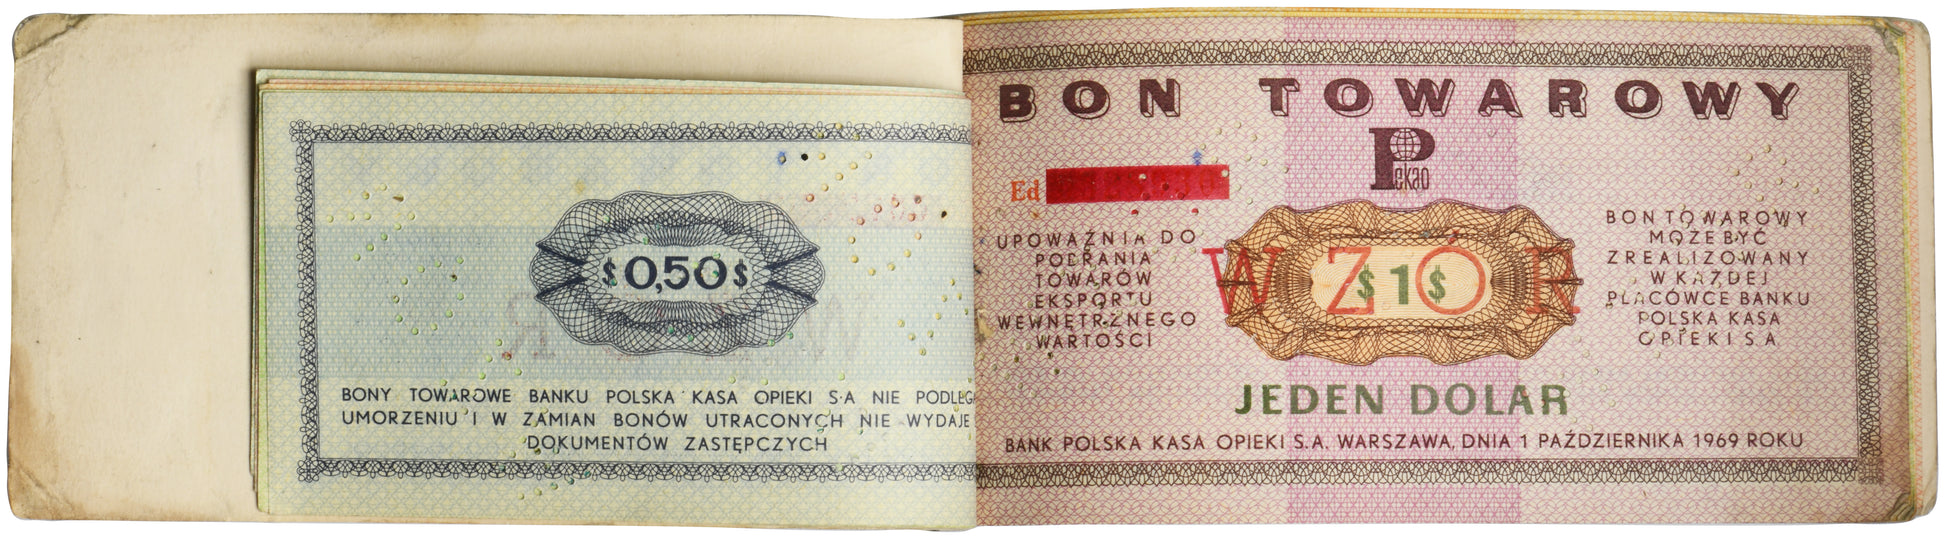 $0,50$
BONY TOWAROWE BANKU POLSKA KASA OPIEKI S.A NIE PODLEGA
UMORZENIU I W ZAMIAN BONÓW UTRACONYCH NIE WYDAJE
DOKUMENTÓW ZASTĘPCZYCH
BON TOWAROWY
Pekao
Ed
UPOWAŻNIA DO
POBRANIA
TOWARÓW
EKSPORTU
WEWNĘTRZNEGO
WARTOŚCI
WZÓR
$1$
BON TOWAROWY
MOŻE BYĆ
ZREALIZOWANY
W KAŻDEJ
PLACÓWCE BANKU
POLSKA KASA
OPIEKI S.A
JEDEN DOLAR
BANK POLSKA KASA OPIEKI S.A. WARSZAWA, DNIA 1 PAŹDZIERNIKA 1969 ROKU